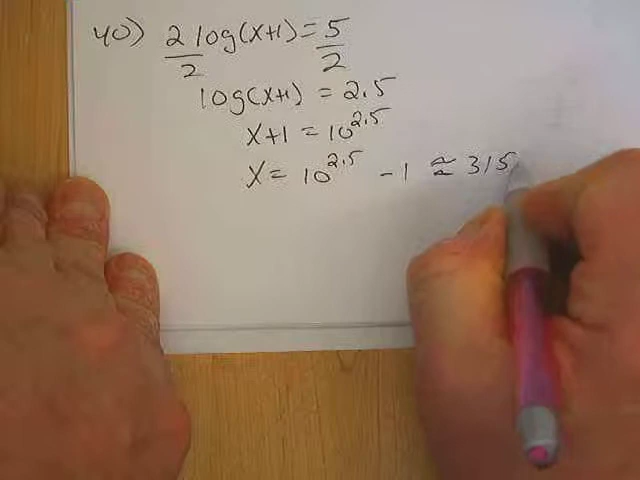 40) 2 log(x+1) = 5
2 2
log(x+1) = 2.5
x+1 = 10^2.5
x = 10^2.5 - 1 ≈ 315